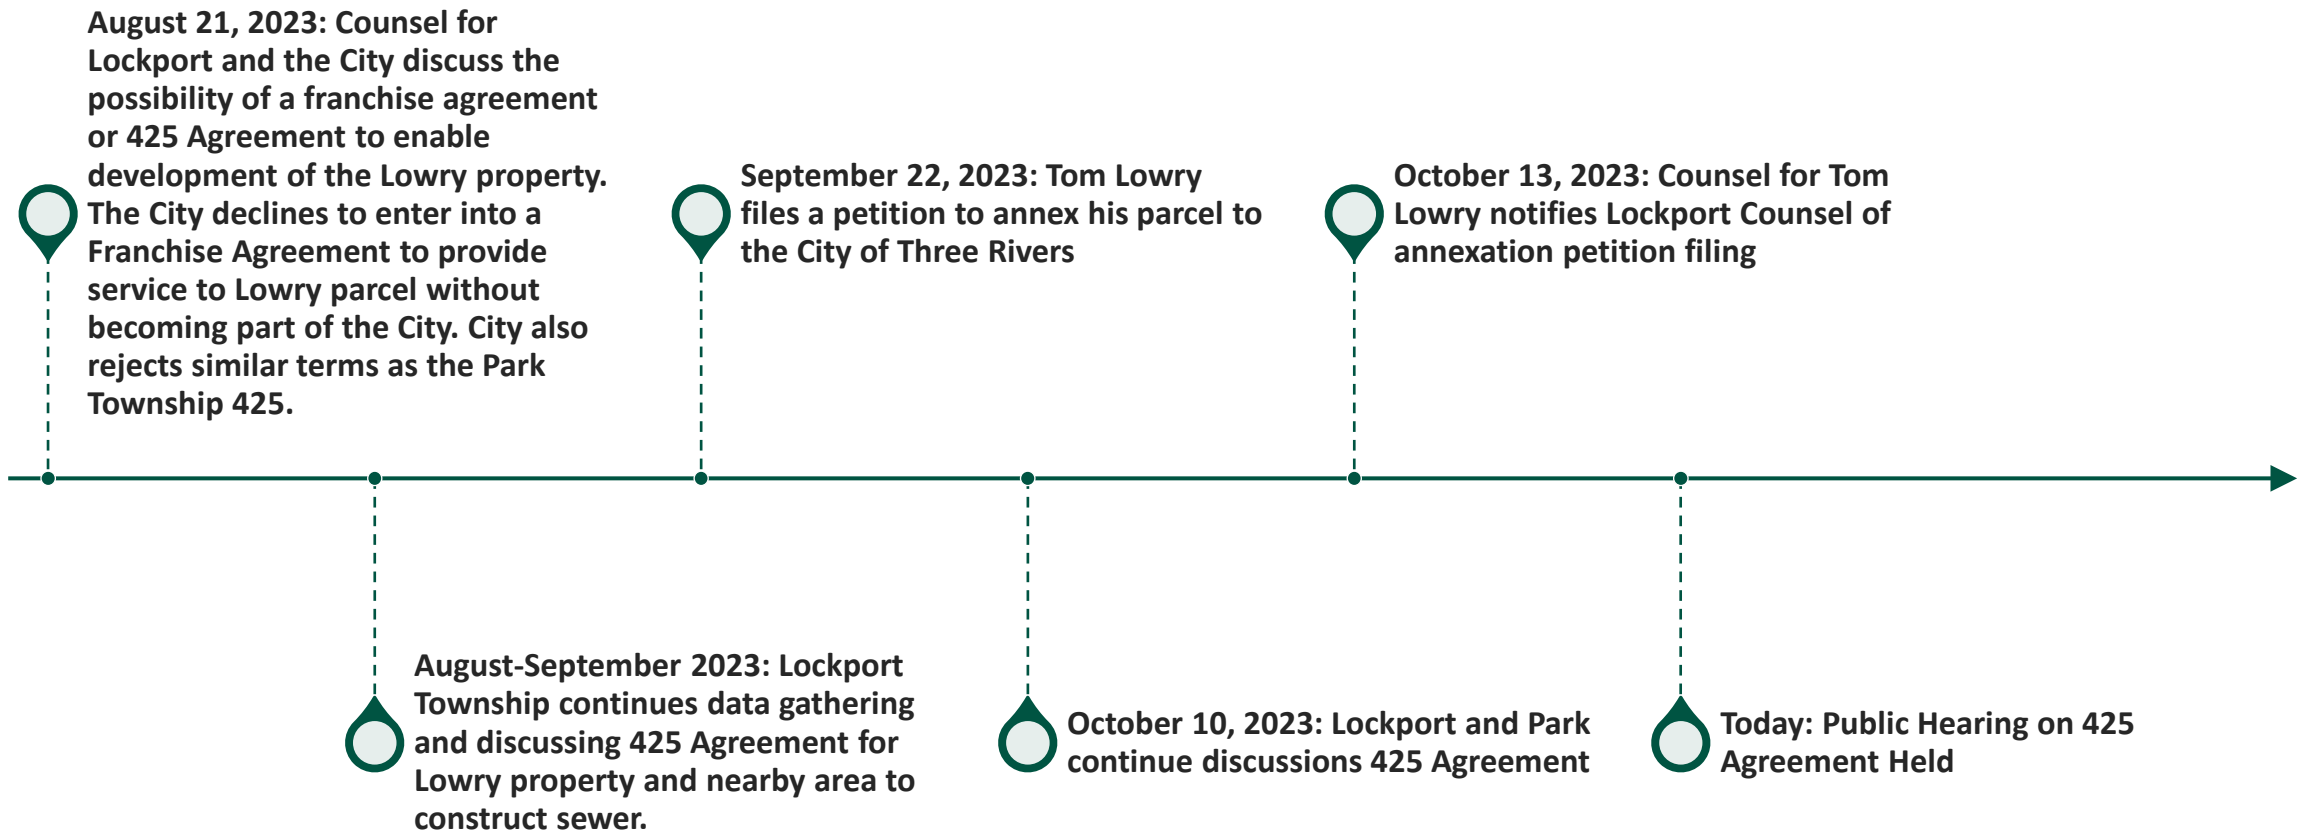 August 21, 2023: Counsel for
Lockport and the City discuss the
possibility of a franchise agreement
or 425 Agreement to enable
development of the Lowry property.
The City declines to enter into a
Franchise Agreement to provide
service to Lowry parcel without
becoming part of the City. City also
rejects similar terms as the Park
Township 425.
August-September 2023: Lockport
Township continues data gathering
and discussing 425 Agreement for
Lowry property and nearby area to
construct sewer.
September 22, 2023: Tom Lowry
files a petition to annex his parcel to
the City of Three Rivers
October 10, 2023: Lockport and Park
continue discussions 425 Agreement
October 13, 2023: Counsel for Tom
Lowry notifies Lockport Counsel of
annexation petition filing
Today: Public Hearing on 425
Agreement Held